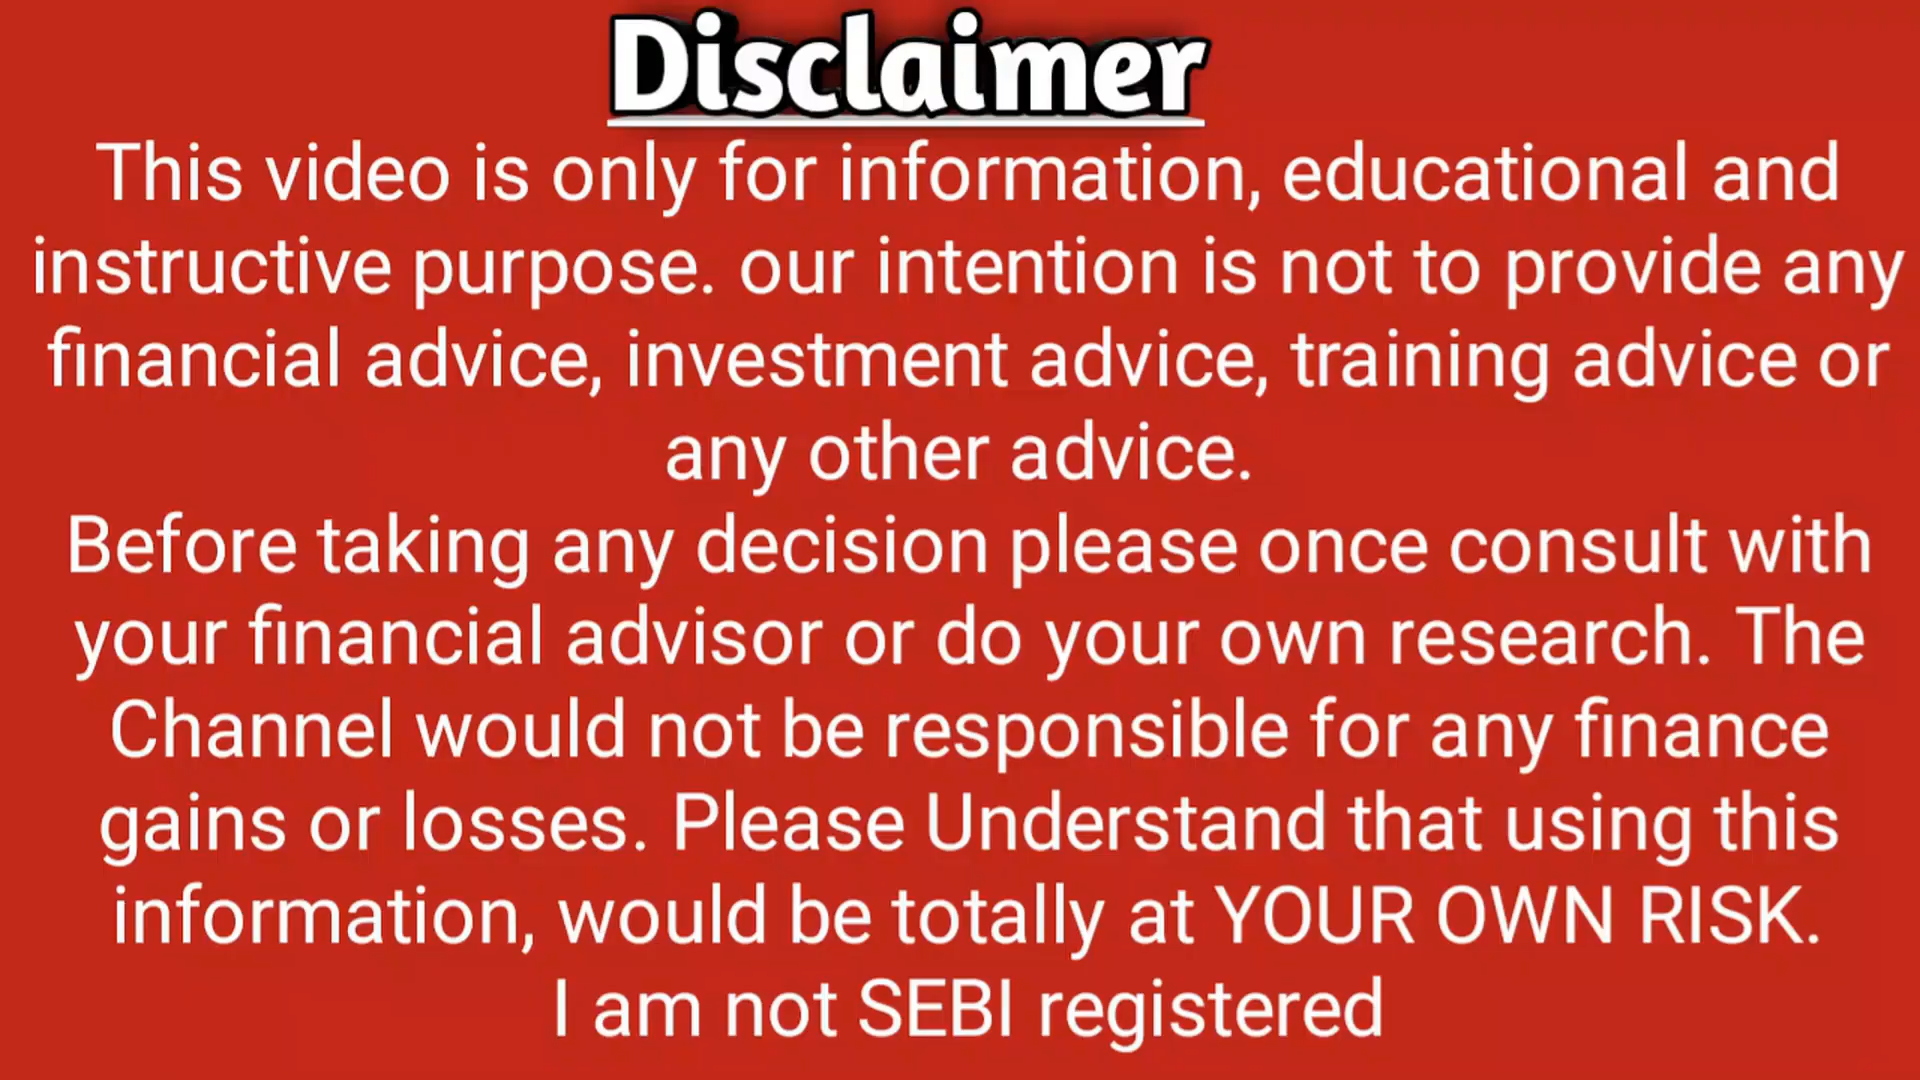 Disclaimer
This video is only for information, educational and
instructive purpose. our intention is not to provide any
financial advice, investment advice, training advice or
any other advice.
Before taking any decision please once consult with
your financial advisor or do your own research. The
Channel would not be responsible for any finance
gains or losses. Please Understand that using this
information, would be totally at YOUR OWN RISK.
I am not SEBI registered